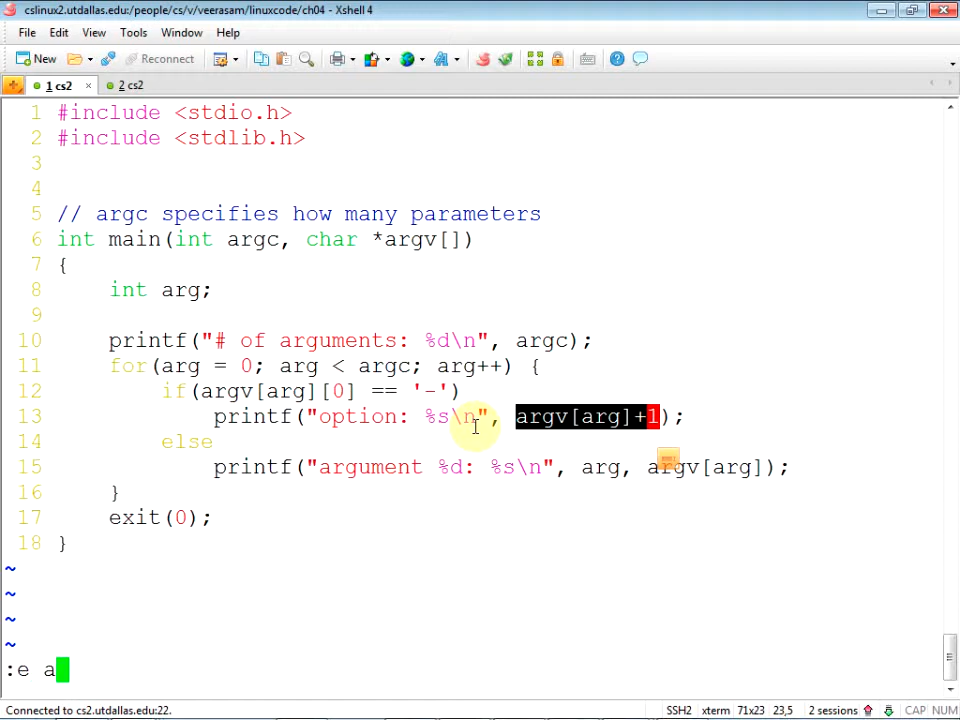 cslinux2.utdallas.edu:/people/cs/v/veerasam/linuxcode/ch04 - Xshell 4
File Edit View Tools Window Help
New Reconnect
1 cs2 × 2 cs2
1 #include <stdio.h>
2 #include <stdlib.h>
3
4
5 // argc specifies how many parameters
6 int main(int argc, char *argv[])
7 {
8 int arg;
9
10 printf("# of arguments: %d\n", argc);
11 for(arg = 0; arg < argc; arg++) {
12 if(argv[arg][0] == '-')
13 printf("option: %s\n", argv[arg]+1);
14 else
15 printf("argument %d: %s\n", arg, argv[arg]);
16 }
17 exit(0);
18 }
~
~
~
~
:e a
Connected to cs2.utdallas.edu:22. SSH2 xterm 71x23 23,5 2 sessions CAP NUM